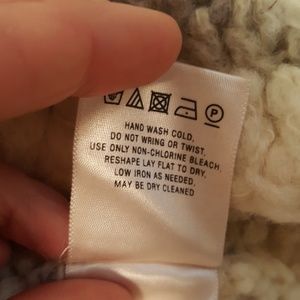 P
HAND WASH COLD,
DO NOT WRING OR TWIST,
USE ONLY NON-CHLORINE BLEACH,
RESHAPE LAY FLAT TO DRY,
LOW IRON AS NEEDED,
MAY BE DRY CLEANED